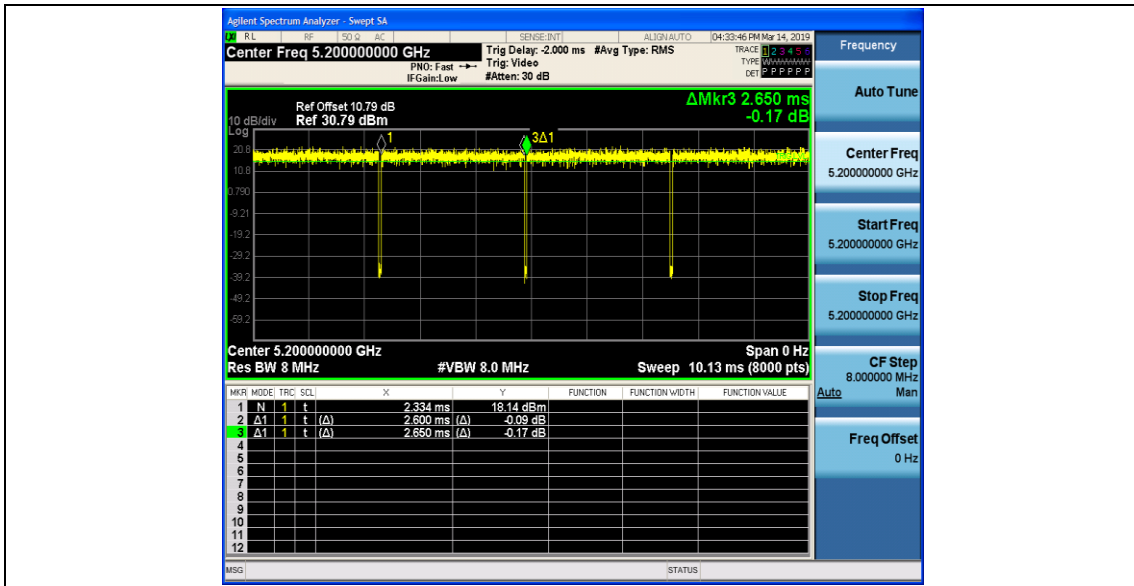 Agilent Spectrum Analyzer - Swept SA
LXI RL RF 50 Ω AC SENSE:INT ALIGN AUTO 04:33:46 PM Mar 14, 2019
Center Freq 5.200000000 GHz
PNO: Fast
IFGain:Low
Trig Delay: -2.000 ms #Avg Type: RMS
Trig: Video
#Atten: 30 dB
TRACE 1 2 3 4 5 6
TYPE WWWWWW
DET P P P P P P
Frequency
Auto Tune
Center Freq
5.200000000 GHz
Start Freq
5.200000000 GHz
Stop Freq
5.200000000 GHz
CF Step
8.000000 MHz
Auto Man
Freq Offset
0 Hz
ΔMkr3 2.650 ms
-0.17 dB
Ref Offset 10.79 dB
10 dB/div Ref 30.79 dBm
Log
1
3Δ1
20.8
10.8
0.790
-9.21
-19.2
-29.2
-39.2
-49.2
-59.2
Center 5.200000000 GHz Span 0 Hz
Res BW 8 MHz #VBW 8.0 MHz Sweep 10.13 ms (8000 pts)
MKR MODE TRC SCL X Y FUNCTION FUNCTION WIDTH FUNCTION VALUE
1 N 1 t 2.334 ms 18.14 dBm
2 Δ1 1 t (Δ) 2.600 ms (Δ) -0.09 dB
3 Δ1 1 t (Δ) 2.650 ms (Δ) -0.17 dB
4
5
6
7
8
9
10
11
12
MSG STATUS